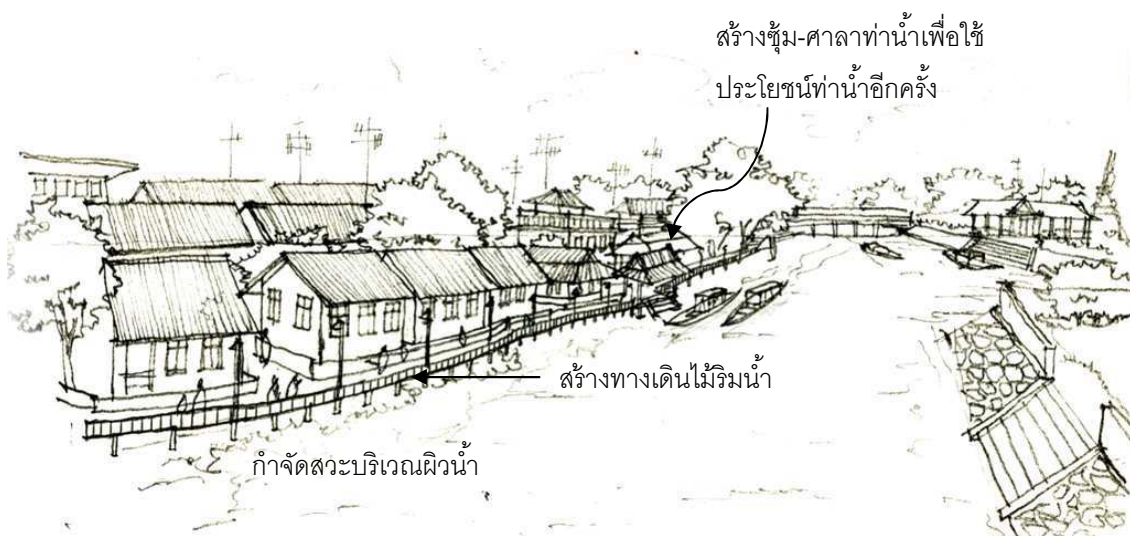 สร้างซุ้ม-ศาลาท่าน้ำเพื่อใช้
ประโยชน์ท่าน้ำอีกครั้ง
สร้างทางเดินไม้ริมน้ำ
กำจัดสวะบริเวณผิวน้ำ